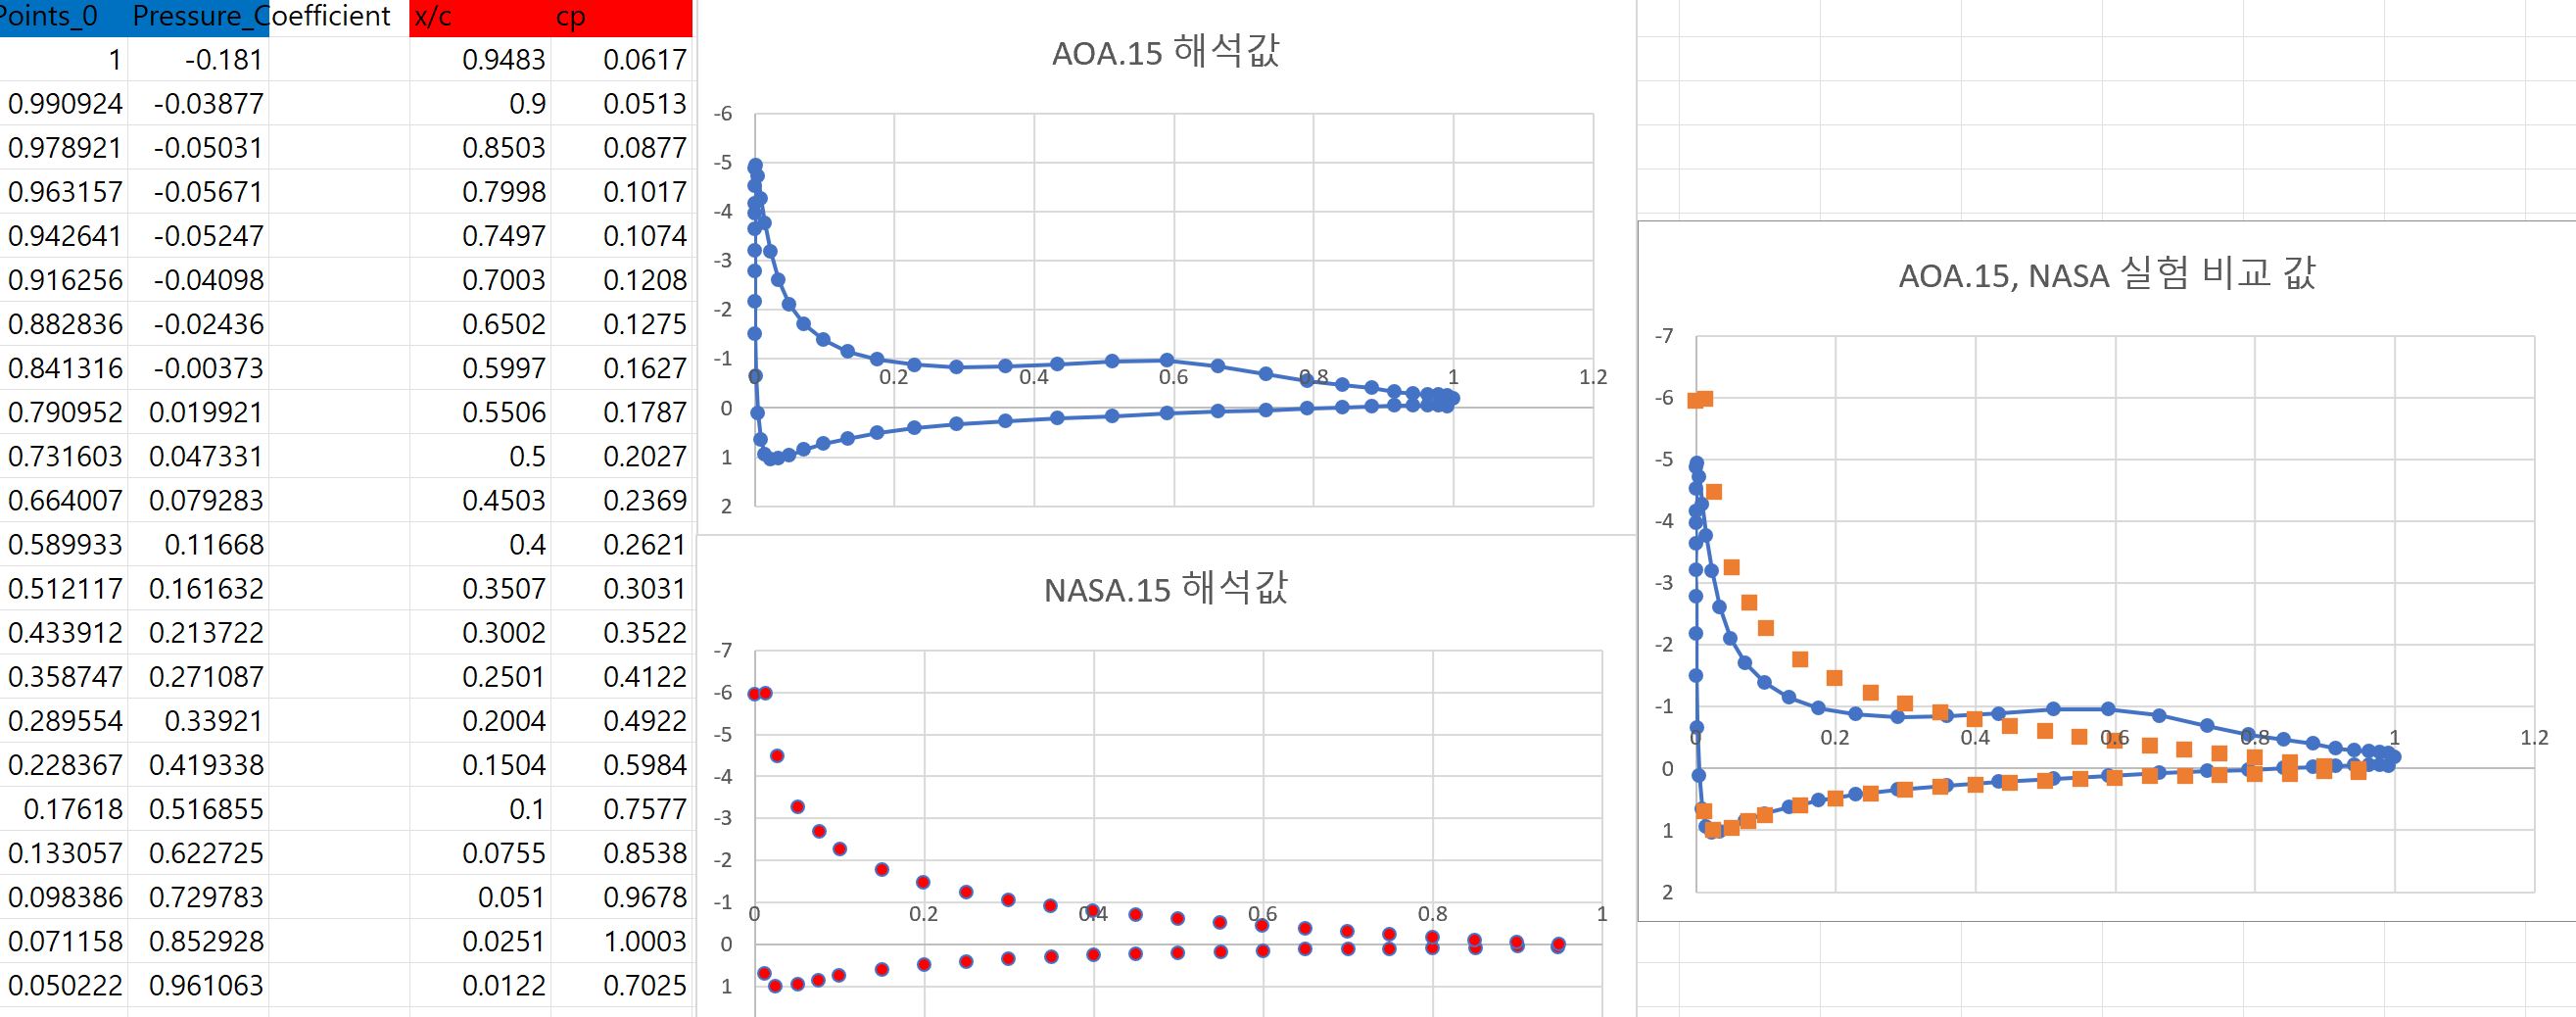 Points_0 Pressure_Coefficient x/c cp
1 -0.181 0.9483 0.0617
0.990924 -0.03877 0.9 0.0513
0.978921 -0.05031 0.8503 0.0877
0.963157 -0.05671 0.7998 0.1017
0.942641 -0.05247 0.7497 0.1074
0.916256 -0.04098 0.7003 0.1208
0.882836 -0.02436 0.6502 0.1275
0.841316 -0.00373 0.5997 0.1627
0.790952 0.019921 0.5506 0.1787
0.731603 0.047331 0.5 0.2027
0.664007 0.079283 0.4503 0.2369
0.589933 0.11668 0.4 0.2621
0.512117 0.161632 0.3507 0.3031
0.433912 0.213722 0.3002 0.3522
0.358747 0.271087 0.2501 0.4122
0.289554 0.33921 0.2004 0.4922
0.228367 0.419338 0.1504 0.5984
0.17618 0.516855 0.1 0.7577
0.133057 0.622725 0.0755 0.8538
0.098386 0.729783 0.051 0.9678
0.071158 0.852928 0.0251 1.0003
0.050222 0.961063 0.0122 0.7025
AOA.15 해석값
-6
-5
-4
-3
-2
-1
0 0.2 0.4 0.6 0.8 1 1.2
0
1
2
NASA.15 해석값
-7
-6
-5
-4
-3
-2
-1
0 0.2 0.4 0.6 0.8 1
0
1
AOA.15, NASA 실험 비교 값
-7
-6
-5
-4
-3
-2
-1
0 0.2 0.4 0.6 0.8 1 1.2
0
1
2